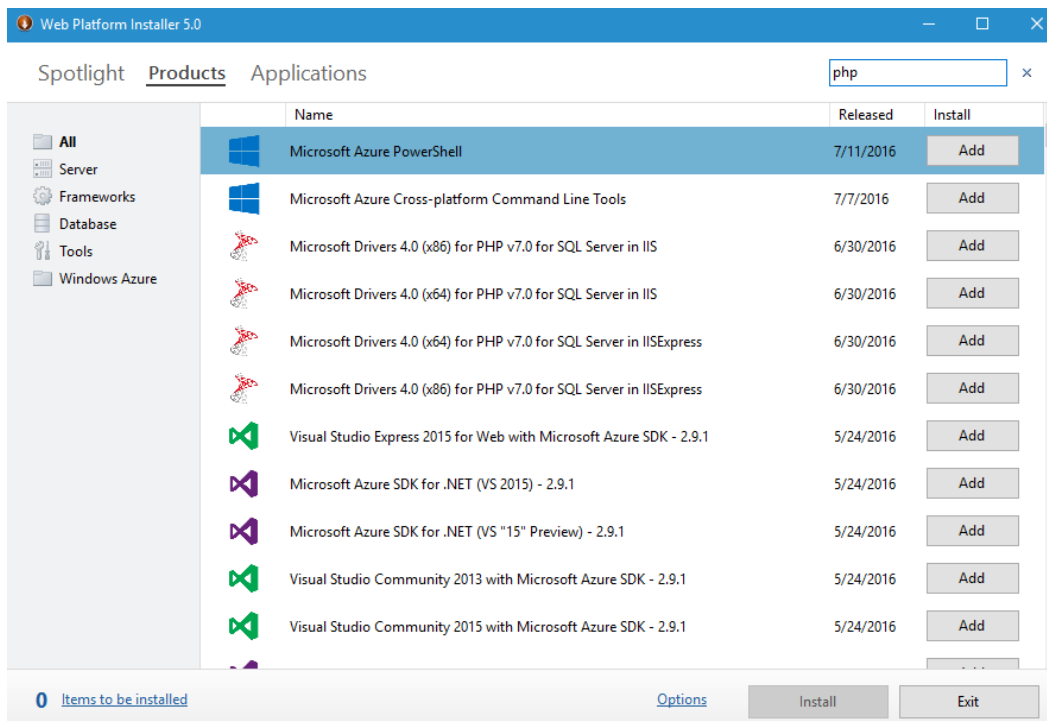 Web Platform Installer 5.0
Spotlight Products Applications php
Name Released Install
All
Server
Frameworks
Database
Tools
Windows Azure
Microsoft Azure PowerShell 7/11/2016 Add
Microsoft Azure Cross-platform Command Line Tools 7/7/2016 Add
Microsoft Drivers 4.0 (x86) for PHP v7.0 for SQL Server in IIS 6/30/2016 Add
Microsoft Drivers 4.0 (x64) for PHP v7.0 for SQL Server in IIS 6/30/2016 Add
Microsoft Drivers 4.0 (x64) for PHP v7.0 for SQL Server in IISExpress 6/30/2016 Add
Microsoft Drivers 4.0 (x86) for PHP v7.0 for SQL Server in IISExpress 6/30/2016 Add
Visual Studio Express 2015 for Web with Microsoft Azure SDK - 2.9.1 5/24/2016 Add
Microsoft Azure SDK for .NET (VS 2015) - 2.9.1 5/24/2016 Add
Microsoft Azure SDK for .NET (VS "15" Preview) - 2.9.1 5/24/2016 Add
Visual Studio Community 2013 with Microsoft Azure SDK - 2.9.1 5/24/2016 Add
Visual Studio Community 2015 with Microsoft Azure SDK - 2.9.1 5/24/2016 Add
0 Items to be installed Options Install Exit